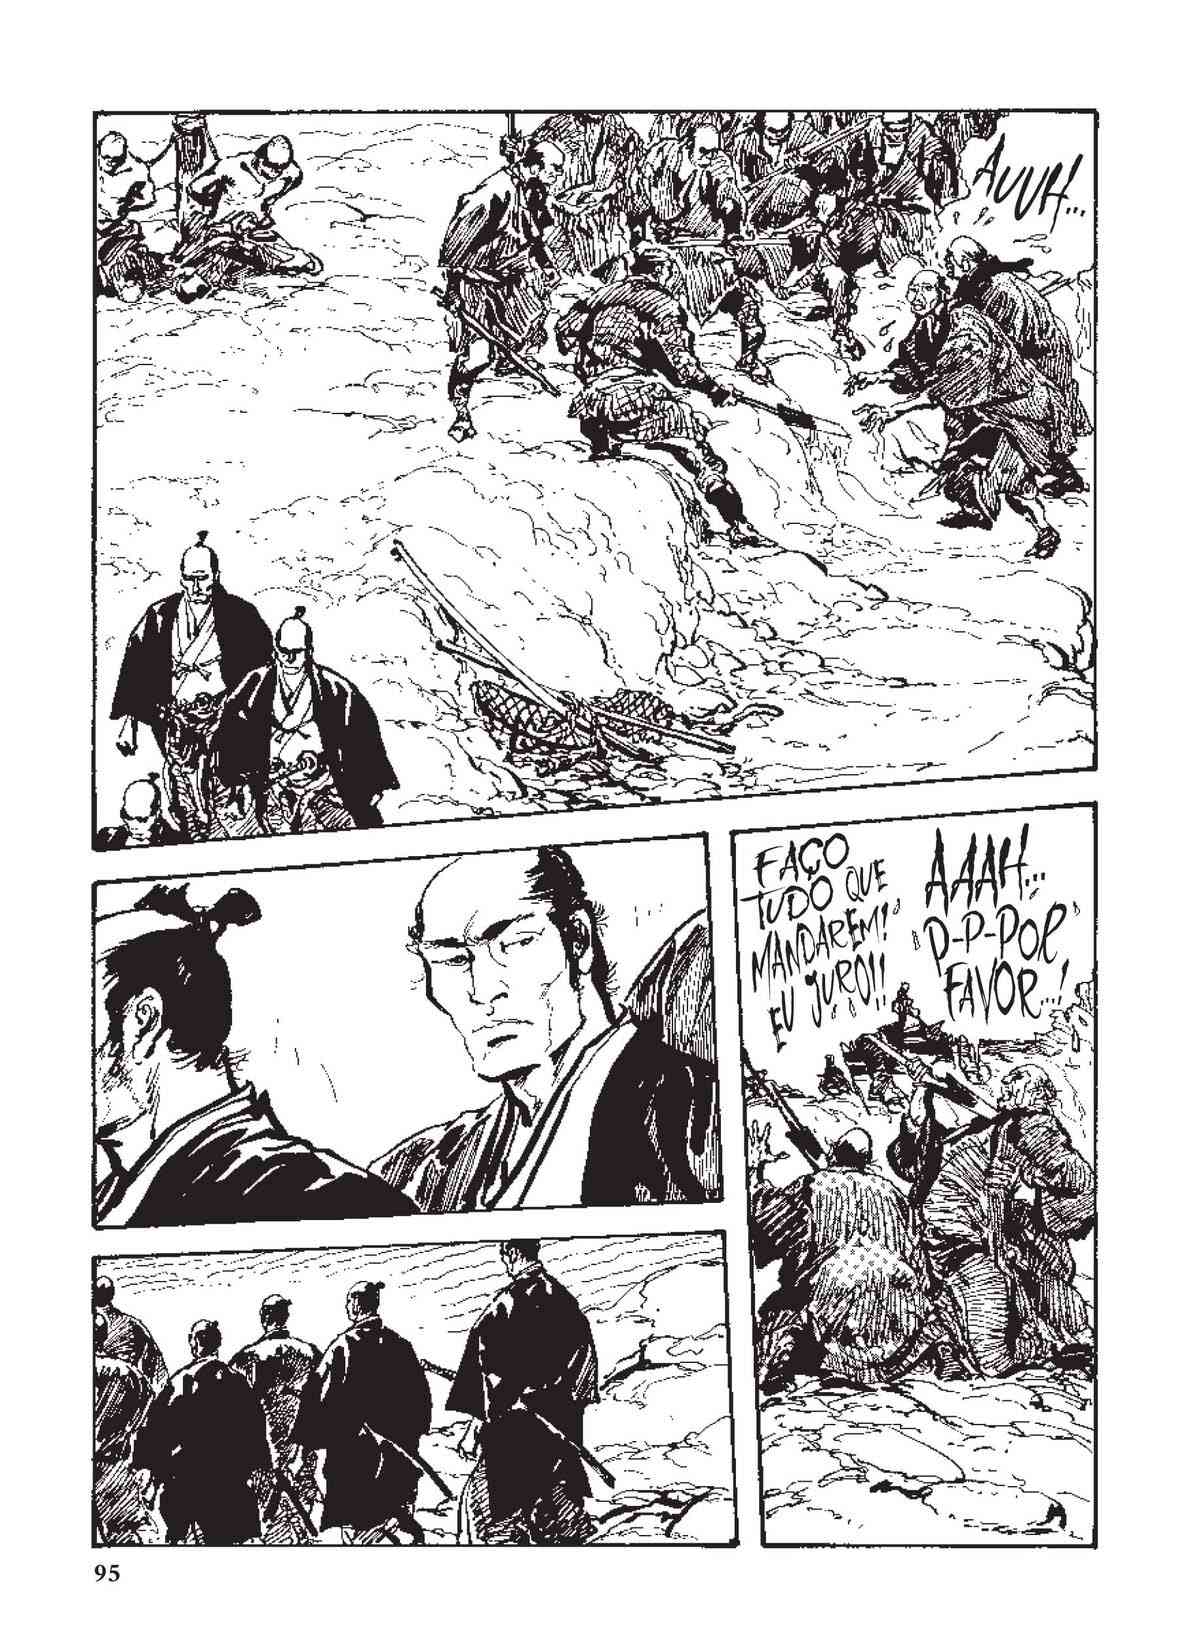 AUUH...
FAÇO
TUDO QUE
MANDAREM!
EU JURO!!
AAAH...
P-P-POR
FAVOR...!
95